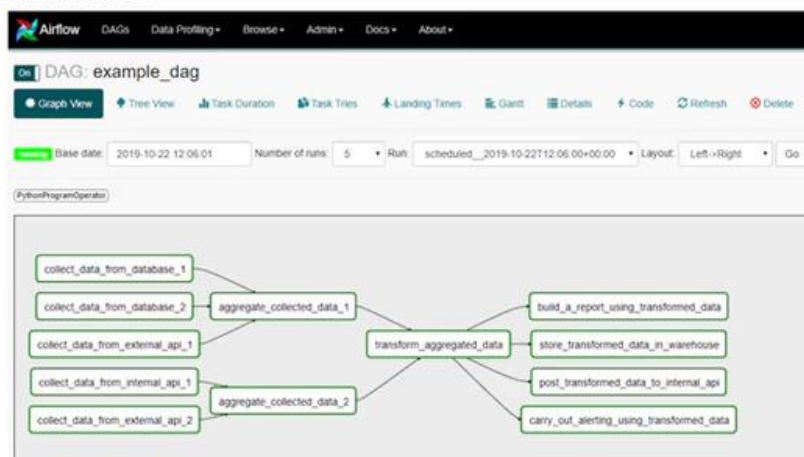 Airflow DAGs Data Profiling Browse Admin Docs About
On DAG: example_dag
Graph View Tree View Task Duration Task Tries Landing Times Gantt Details Code Refresh Delete
running Base date: 2019-10-22 12:06:01 Number of runs: 5 Run: scheduled__2019-10-22T12:06:00+00:00 Layout: Left->Right Go
PythonProgramOperator
collect_data_from_database_1
collect_data_from_database_2
collect_data_from_external_api_1
collect_data_from_internal_api_1
collect_data_from_external_api_2
aggregate_collected_data_1
aggregate_collected_data_2
transform_aggregated_data
build_a_report_using_transformed_data
store_transformed_data_in_warehouse
post_transformed_data_to_internal_api
carry_out_alerting_using_transformed_data